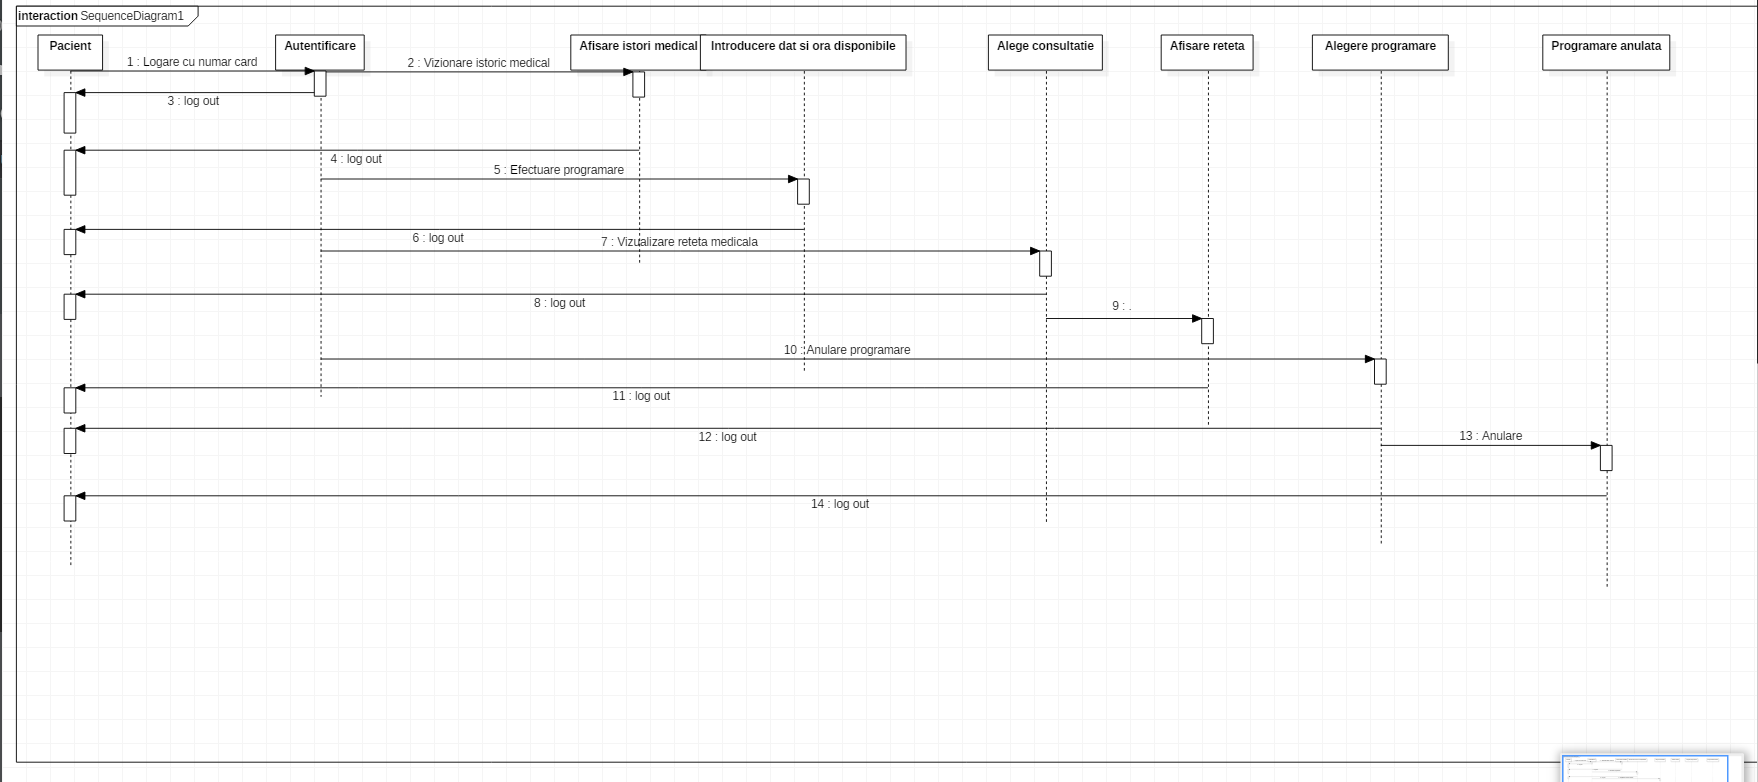 interaction SequenceDiagram1
Pacient
Autentificare
Afisare istori medical
Introducere dat si ora disponibile
Alege consultatie
Afisare reteta
Alegere programare
Programare anulata
1 : Logare cu numar card
2 : Vizionare istoric medical
3 : log out
4 : log out
5 : Efectuare programare
6 : log out
7 : Vizualizare reteta medicala
8 : log out
9 : .
10 : Anulare programare
11 : log out
12 : log out
13 : Anulare
14 : log out